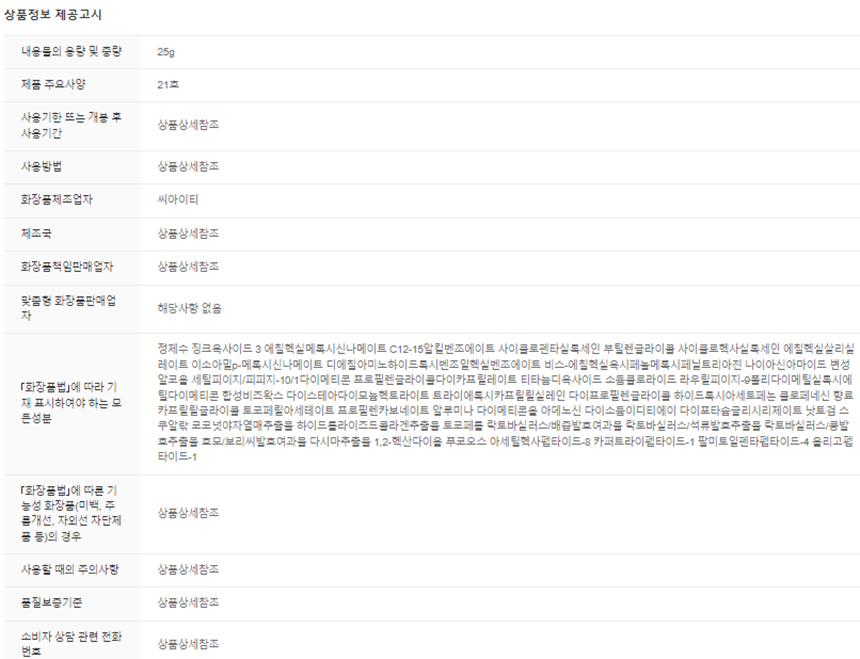 상품정보 제공고시
내용물의 용량 및 중량 25g
제품 주요사양 21호
사용기한 또는 개봉 후
사용기간 상품상세참조
사용방법 상품상세참조
화장품제조업자 씨아이티
제조국 상품상세참조
화장품책임판매업자 상품상세참조
맞춤형 화장품판매업
자 해당사항 없음
「화장품법」에 따라 기
재 표시하여야 하는 모
든성분
정제수 징크옥사이드 3 에칠헥실메톡시신나메이트 C12-15알킬벤조에이트 사이클로펜타실록세인 부틸렌글라이콜 사이클로헥사실록세인 에칠헥실살리실
레이트 이소아밀p-메톡시신나메이트 디에칠아미노하이드록시벤조일헥실벤조에이트 비스-에칠헥실옥시페놀메톡시페닐트리아진 나이아신아마이드 변성
알코올 세틸피이지/피피지-10/1다이메티콘 프로필렌글라이콜다이카프릴레이트 티타늄디옥사이드 소듐클로라이드 라우릴피이지-9폴리다이메틸실록시에
틸다이메티콘 합성비즈왁스 다이스테아다이모늄헥토라이트 트라이에톡시카프릴릴실레인 다이프로필렌글라이콜 하이드록시아세토페논 클로페네신 향료
카프릴릴글라이콜 토코페릴아세테이트 프로필렌카보네이트 알루미나 다이메티콘올 아데노신 다이소듐이디티에이 다이포타슘글리시리제이트 낫토검 스
쿠알란 코코넛야자열매추출물 하이드롤라이즈드콜라겐추출물 토코페롤 락토바실러스/배즙발효여과물 락토바실러스/석류발효추출물 락토바실러스/콩발
효추출물 효모/보리씨발효여과물 다시마추출물 1,2-헥산다이올 푸코오스 아세틸헥사펩타이드-8 카퍼트라이펩타이드-1 팔미토일펜타펩타이드-4 올리고펩
타이드-1
「화장품법」에 따른 기
능성 화장품(미백, 주
름개선, 자외선 차단제
품 등)의 경우 상품상세참조
사용할 때의 주의사항 상품상세참조
품질보증기준 상품상세참조
소비자 상담 관련 전화
번호 상품상세참조